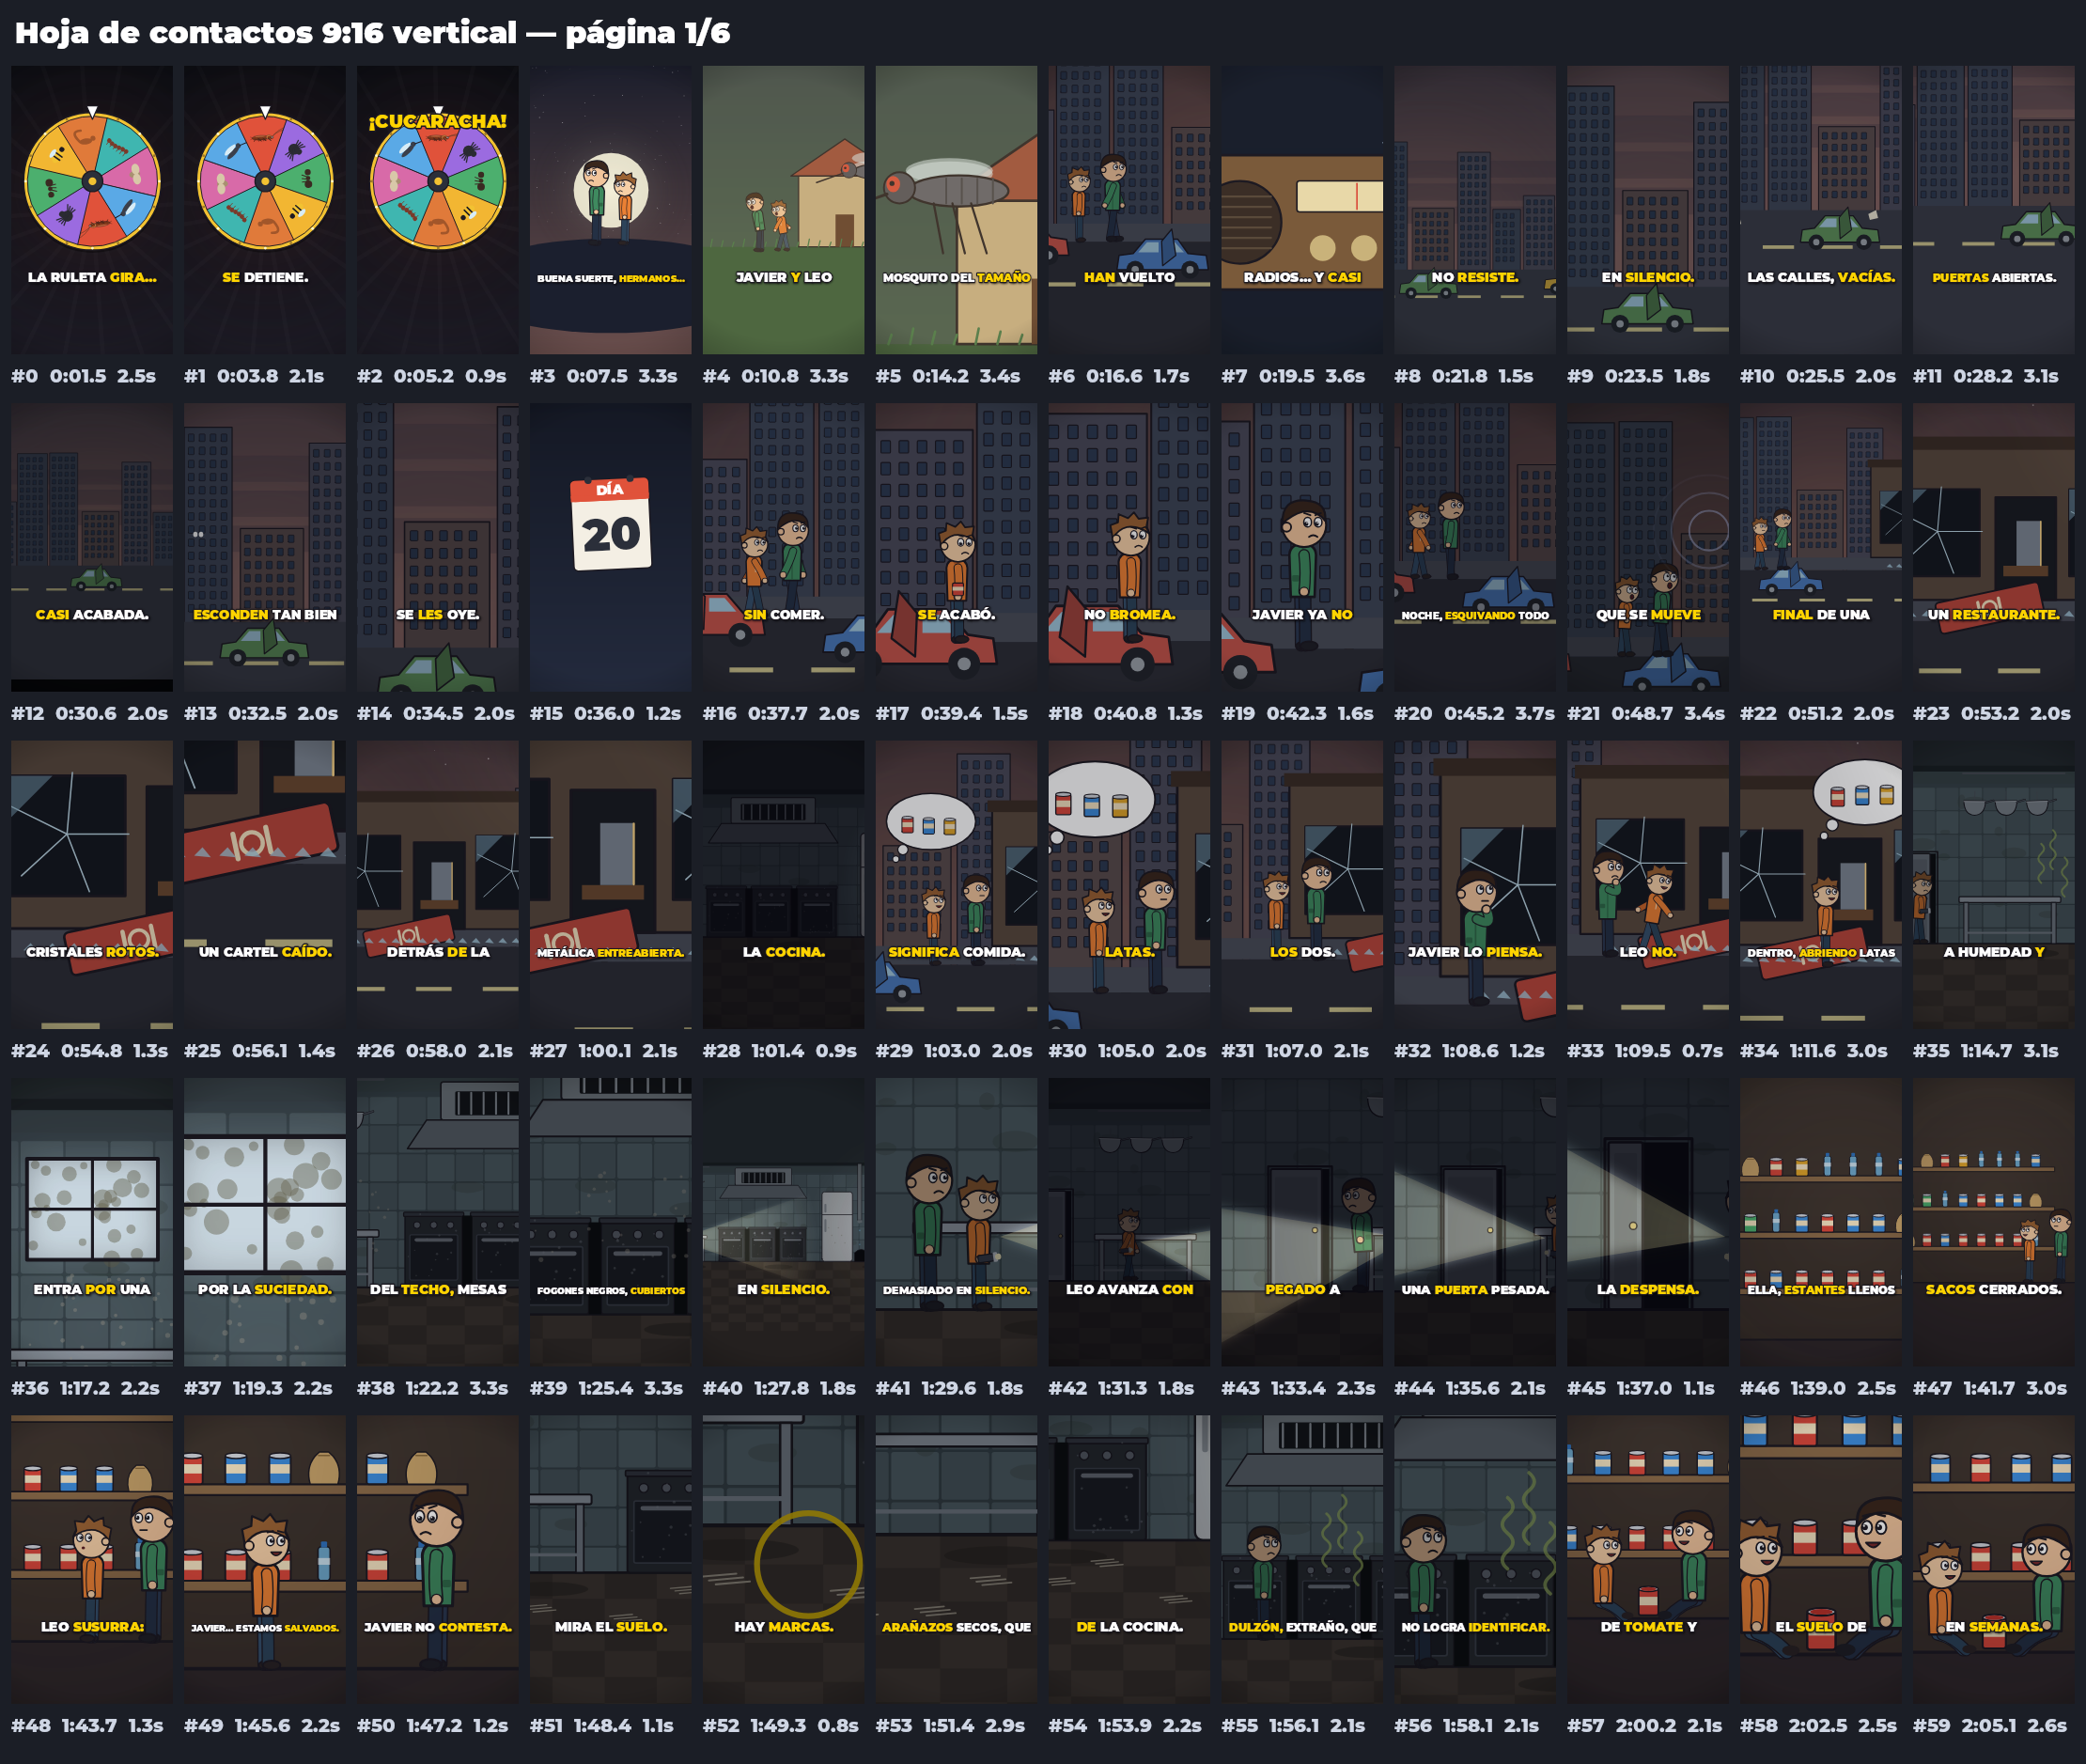 Hoja de contactos 9:16 vertical — página 1/6
LA RULETA GIRA...
SE DETIENE.
¡CUCARACHA!
BUENA SUERTE, HERMANOS...
JAVIER Y LEO
MOSQUITO DEL TAMAÑO
HAN VUELTO
RADIOS... Y CASI
NO RESISTE.
EN SILENCIO.
LAS CALLES, VACÍAS.
PUERTAS ABIERTAS.
#0 0:01.5 2.5s
#1 0:03.8 2.1s
#2 0:05.2 0.9s
#3 0:07.5 3.3s
#4 0:10.8 3.3s
#5 0:14.2 3.4s
#6 0:16.6 1.7s
#7 0:19.5 3.6s
#8 0:21.8 1.5s
#9 0:23.5 1.8s
#10 0:25.5 2.0s
#11 0:28.2 3.1s
CASI ACABADA.
ESCONDEN TAN BIEN
SE LES OYE.
DÍA
20
SIN COMER.
SE ACABÓ.
NO BROMEA.
JAVIER YA NO
NOCHE, ESQUIVANDO TODO
QUE SE MUEVE
FINAL DE UNA
UN RESTAURANTE.
#12 0:30.6 2.0s
#13 0:32.5 2.0s
#14 0:34.5 2.0s
#15 0:36.0 1.2s
#16 0:37.7 2.0s
#17 0:39.4 1.5s
#18 0:40.8 1.3s
#19 0:42.3 1.6s
#20 0:45.2 3.7s
#21 0:48.7 3.4s
#22 0:51.2 2.0s
#23 0:53.2 2.0s
CRISTALES ROTOS.
UN CARTEL CAÍDO.
DETRÁS DE LA
METÁLICA ENTREABIERTA.
LA COCINA.
SIGNIFICA COMIDA.
LATAS.
LOS DOS.
JAVIER LO PIENSA.
LEO NO.
DENTRO, ABRIENDO LATAS
A HUMEDAD Y
#24 0:54.8 1.3s
#25 0:56.1 1.4s
#26 0:58.0 2.1s
#27 1:00.1 2.1s
#28 1:01.4 0.9s
#29 1:03.0 2.0s
#30 1:05.0 2.0s
#31 1:07.0 2.1s
#32 1:08.6 1.2s
#33 1:09.5 0.7s
#34 1:11.6 3.0s
#35 1:14.7 3.1s
ENTRA POR UNA
POR LA SUCIEDAD.
DEL TECHO, MESAS
FOGONES NEGROS, CUBIERTOS
EN SILENCIO.
DEMASIADO EN SILENCIO.
LEO AVANZA CON
PEGADO A
UNA PUERTA PESADA.
LA DESPENSA.
ELLA, ESTANTES LLENOS
SACOS CERRADOS.
#36 1:17.2 2.2s
#37 1:19.3 2.2s
#38 1:22.2 3.3s
#39 1:25.4 3.3s
#40 1:27.8 1.8s
#41 1:29.6 1.8s
#42 1:31.3 1.8s
#43 1:33.4 2.3s
#44 1:35.6 2.1s
#45 1:37.0 1.1s
#46 1:39.0 2.5s
#47 1:41.7 3.0s
LEO SUSURRA:
JAVIER... ESTAMOS SALVADOS.
JAVIER NO CONTESTA.
MIRA EL SUELO.
HAY MARCAS.
ARAÑAZOS SECOS, QUE
DE LA COCINA.
DULZÓN, EXTRAÑO, QUE
NO LOGRA IDENTIFICAR.
DE TOMATE Y
EL SUELO DE
EN SEMANAS.
#48 1:43.7 1.3s
#49 1:45.6 2.2s
#50 1:47.2 1.2s
#51 1:48.4 1.1s
#52 1:49.3 0.8s
#53 1:51.4 2.9s
#54 1:53.9 2.2s
#55 1:56.1 2.1s
#56 1:58.1 2.1s
#57 2:00.2 2.1s
#58 2:02.5 2.5s
#59 2:05.1 2.6s